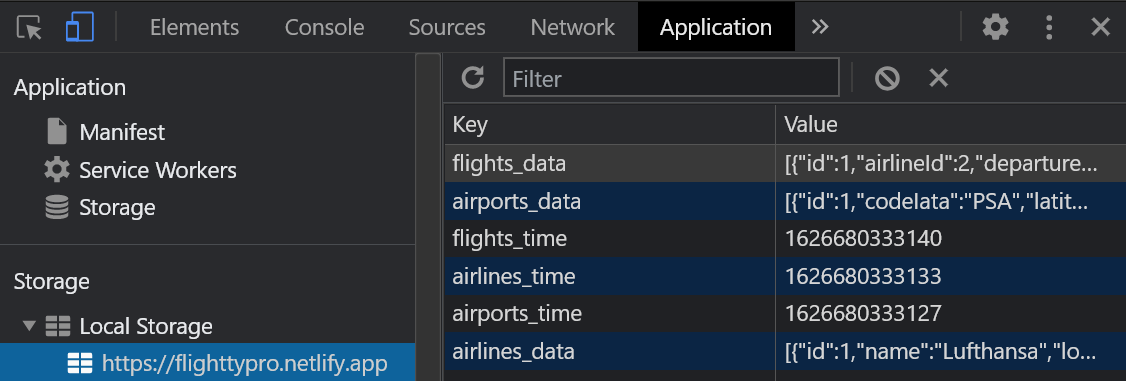 Elements Console Sources Network Application »
Application
Manifest
Service Workers
Storage
Storage
Local Storage
https://flighttypro.netlify.app
Filter
Key Value
flights_data [{"id":1,"airlineId":2,"departure...
airports_data [{"id":1,"codeIata":"PSA","latit...
flights_time 1626680333140
airlines_time 1626680333133
airports_time 1626680333127
airlines_data [{"id":1,"name":"Lufthansa","lo...